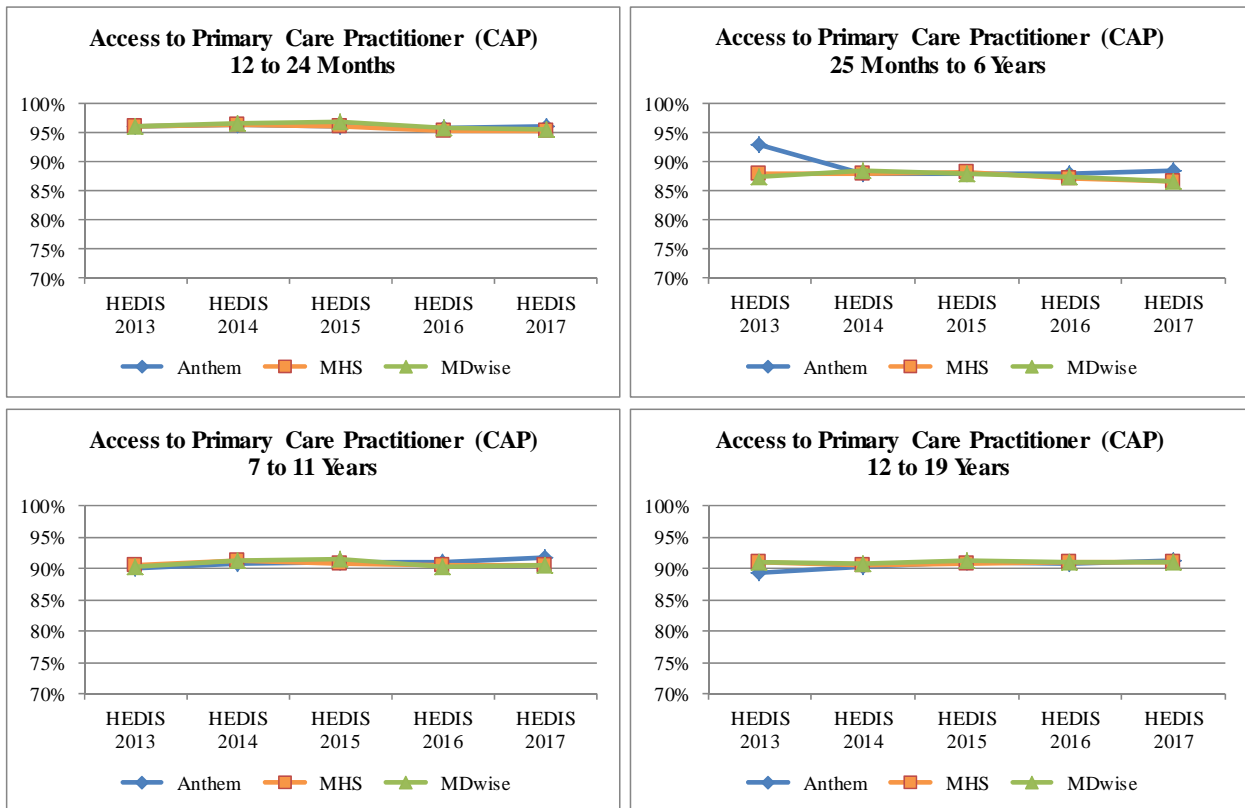 Access to Primary Care Practitioner (CAP)
12 to 24 Months
100%
95%
90%
85%
80%
75%
70%
HEDIS 2013
HEDIS 2014
HEDIS 2015
HEDIS 2016
HEDIS 2017
Anthem MHS MDwise
Access to Primary Care Practitioner (CAP)
25 Months to 6 Years
100%
95%
90%
85%
80%
75%
70%
HEDIS 2013
HEDIS 2014
HEDIS 2015
HEDIS 2016
HEDIS 2017
Anthem MHS MDwise
Access to Primary Care Practitioner (CAP)
7 to 11 Years
100%
95%
90%
85%
80%
75%
70%
HEDIS 2013
HEDIS 2014
HEDIS 2015
HEDIS 2016
HEDIS 2017
Anthem MHS MDwise
Access to Primary Care Practitioner (CAP)
12 to 19 Years
100%
95%
90%
85%
80%
75%
70%
HEDIS 2013
HEDIS 2014
HEDIS 2015
HEDIS 2016
HEDIS 2017
Anthem MHS MDwise